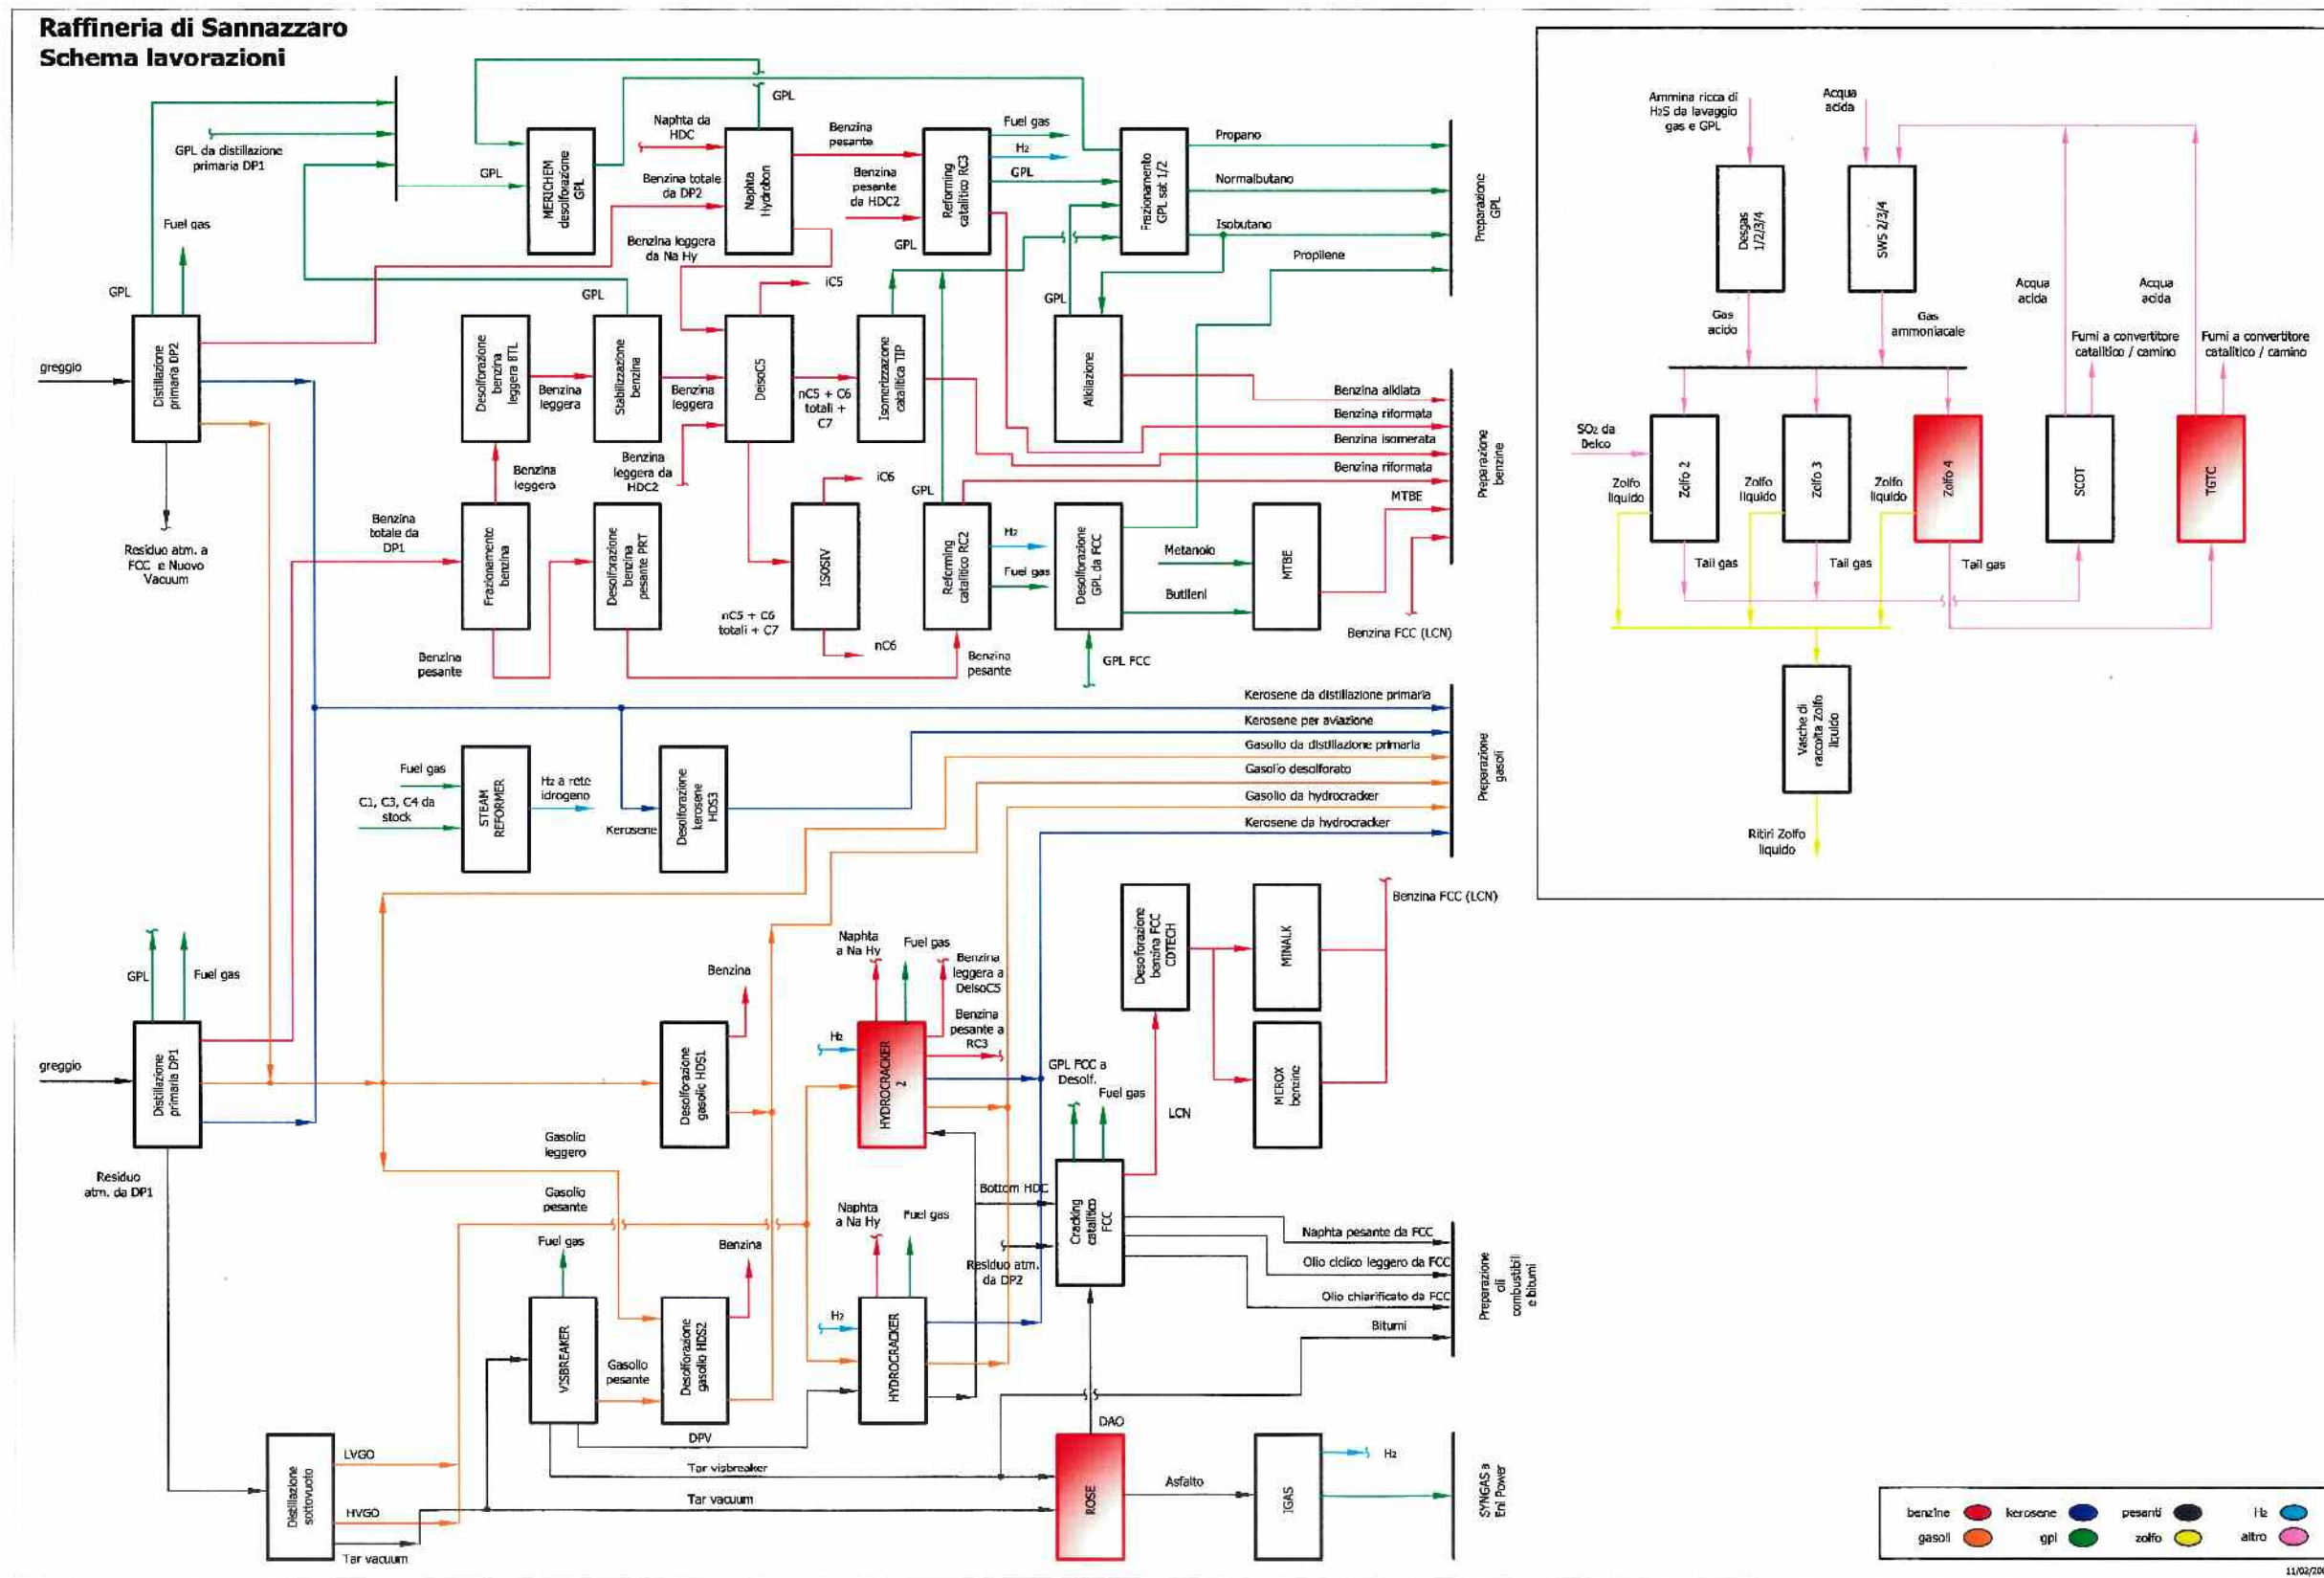 Raffineria di Sannazzaro
Schema lavorazioni
GPL da distillazione
primaria DP1
Fuel gas
GPL
greggio
Distillazione
primaria DP2
Residuo atm. a
FCC e Nuovo
Vacuum
GPL
MERICHEM
desolforazione
GPL
GPL
Naphta da
HDC
Benzina totale
da DP2
Benzina leggera
da Na Hy
Naphta
Hydrobon
Benzina
pesante
Benzina
pesante
da HDC2
GPL
Reforming
catalitico RC3
Fuel gas
H2
GPL
Frazionamento
GPL sat 1/2
Propano
Normalbutano
Isobutano
Propilene
Preparazione
GPL
GPL
Desolforazione
benzina
leggera BTL
Benzina
leggera
Stabilizzazione
benzina
Benzina
leggera
iC5
DeisoC5
nC5 + C6
totali +
C7
Isomerizzazione
catalitica TIP
GPL
Alkilazione
Benzina alkilata
Benzina riformata
Benzina isomerata
Benzina riformata
MTBE
Preparazione
benzine
Benzina
leggera
Benzina
leggera da
HDC2
iC6
GPL
Benzina
totale da
DP1
Frazionamento
benzina
Desolforazione
benzina
pesante PRT
ISOSIV
Reforming
catalitico RC2
H2
Fuel gas
Desolforazione
GPL da FCC
Metanolo
Butileni
MTBE
nC5 + C6
totali + C7
nC6
Benzina
pesante
Benzina
pesante
GPL FCC
Benzina FCC (LCN)
Kerosene da distillazione primaria
Kerosene per aviazione
Gasolio da distillazione primaria
Gasolio desolforato
Gasolio da hydrocracker
Kerosene da hydrocracker
Preparazione
gasoli
Fuel gas
C1, C3, C4 da
stock
STEAM
REFORMER
H2 a rete
idrogeno
Kerosene
Desolforazione
kerosene
HDS3
GPL
Fuel gas
greggio
Distillazione
primaria DP1
Residuo
atm. da DP1
Benzina
Desolforazione
gasolio HDS1
Naphta
a Na Hy
Fuel gas
Benzina
leggera a
DeisoC5
Benzina
pesante a
RC3
H2
HYDROCRACKER
2
Desolforazione
benzina FCC
CDTECH
MINALK
MEROX
benzine
Benzina FCC (LCN)
GPL FCC a
Desolf.
Fuel gas
LCN
Gasolio
leggero
Gasolio
pesante
Fuel gas
VISBREAKER
Gasolio
pesante
Benzina
Desolforazione
gasolio HDS2
Naphta
a Na Hy
Fuel gas
H2
HYDROCRACKER
Bottom HDC
Residuo atm.
da DP2
Cracking
catalitico
FCC
Naphta pesante da FCC
Olio ciclico leggero da FCC
Olio chiarificato da FCC
Bitumi
Preparazione
oli
combustibili
e bitumi
DPV
Tar visbreaker
Tar vacuum
DAO
ROSE
Asfalto
IGAS
H2
SYNGAS a
Eni Power
Distillazione
sottovuoto
LVGO
HVGO
Tar vacuum
Ammina ricca di
H2S da lavaggio
gas e GPL
Acqua
acida
Desgas
1/2/3/4
SWS 2/3/4
Gas
acido
Gas
ammoniacale
Acqua
acida
Acqua
acida
Fumi a convertitore
catalitico / camino
Fumi a convertitore
catalitico / camino
SO2 da
Belco
Zolfo
liquido
Zolfo 2
Zolfo
liquido
Zolfo 3
Zolfo
liquido
Zolfo 4
SCOT
TGTC
Tail gas
Tail gas
Tail gas
Vasche di
raccolta Zolfo
liquido
Ritiri Zolfo
liquido
benzine
kerosene
pesanti
H2
gasoli
gpl
zolfo
altro